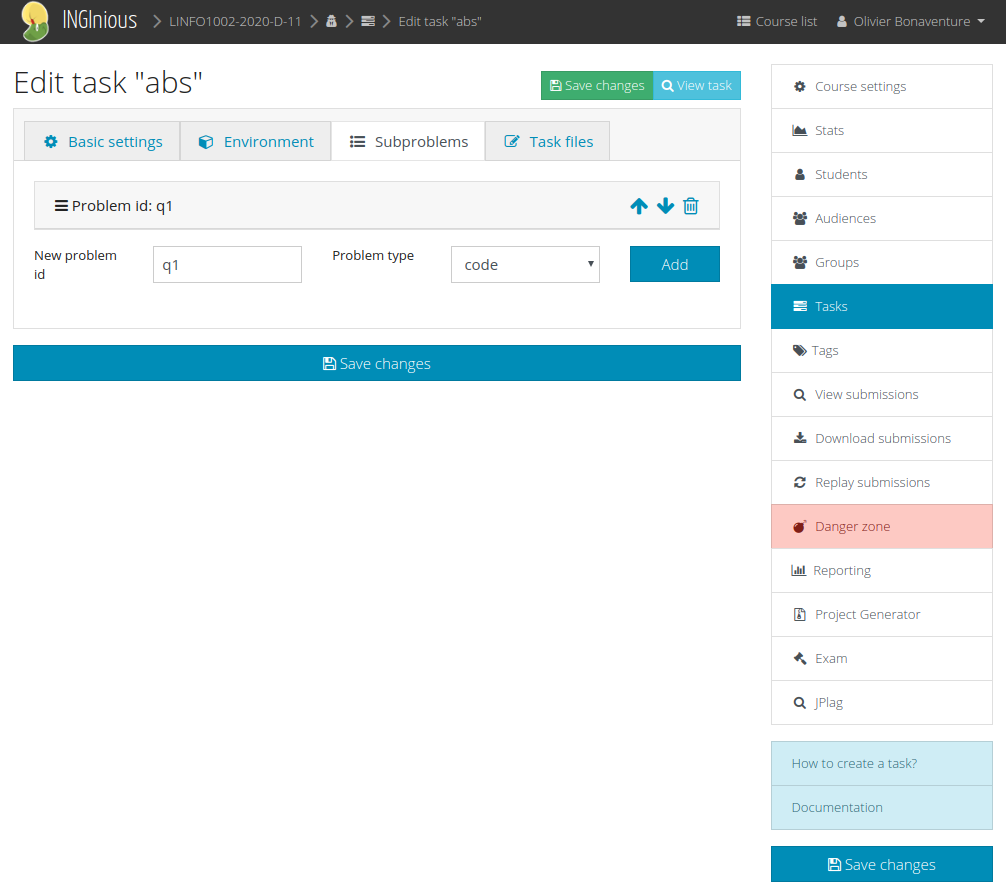 INGInious LINFO1002-2020-D-11 Edit task "abs" Course list Olivier Bonaventure
Edit task "abs"
Save changes View task
Basic settings Environment Subproblems Task files
Problem id: q1
New problem id q1 Problem type code Add
Save changes
Course settings
Stats
Students
Audiences
Groups
Tasks
Tags
View submissions
Download submissions
Replay submissions
Danger zone
Reporting
Project Generator
Exam
JPlag
How to create a task?
Documentation
Save changes